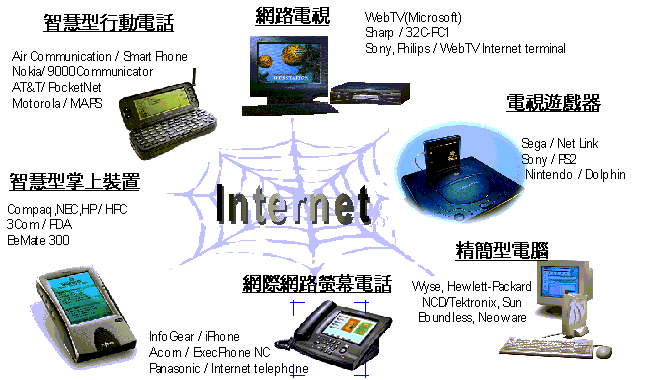 智慧型行動電話
Air Communication / Smart Phone
Nokia/ 9000Communicator
AT&T/ PocketNet
Motorola / MAPS
網路電視
WebTV(Microsoft)
Sharp / 32C-FC1
Sony, Philips / WebTV Internet terminal
電視遊戲器
Sega / Net Link
Sony / PS2
Nintendo / Dolphin
智慧型掌上裝置
Compaq,NEC,HP/ HPC
3Com / PDA
BeMate 300
Internet
精簡型電腦
Wyse, Hewlett-Packard
NCD/Tektronix, Sun
Boundless, Neoware
網際網路螢幕電話
InfoGear / iPhone
Acorn / ExecPhone NC
Panasonic / Internet telephone